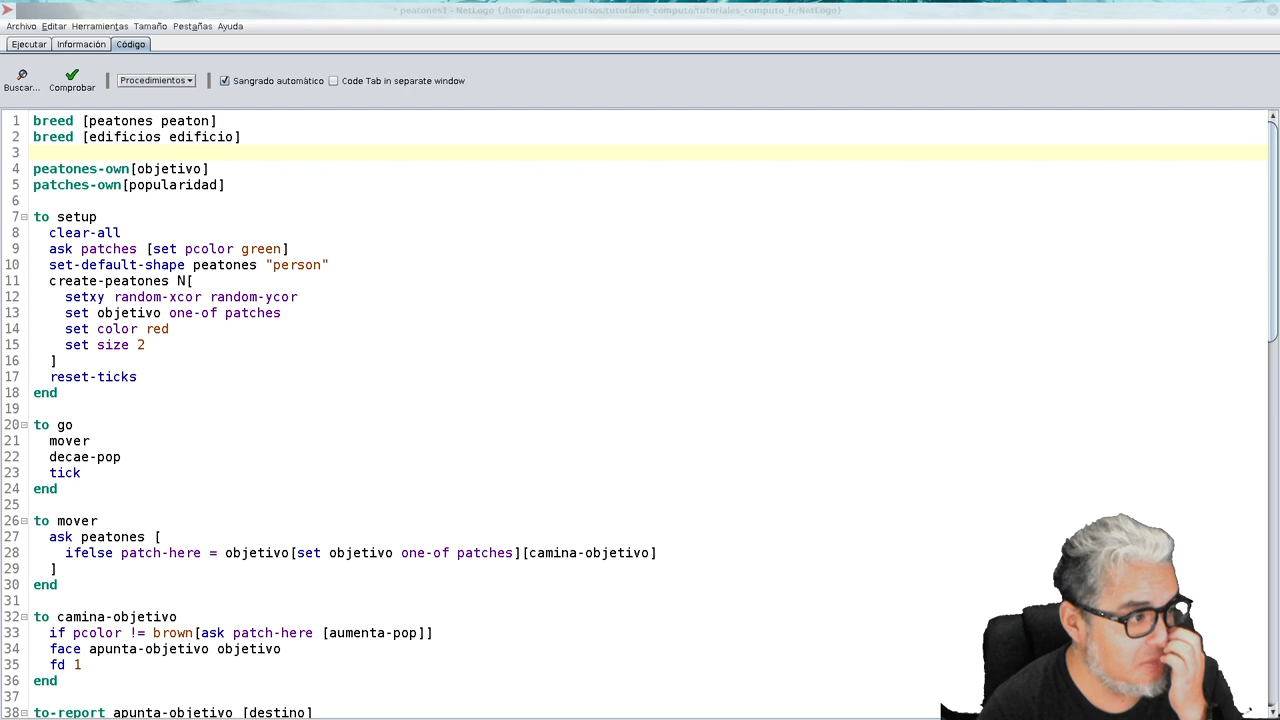 * peatones1 - NetLogo {/home/augusto/cursos/tutoriales_computo/tutoriales_computo_fc/NetLogo}
Archivo Editar Herramientas Tamaño Pestañas Ayuda
Ejecutar Información Código
Buscar... Comprobar Procedimientos Sangrado automático Code Tab in separate window
1 breed [peatones peaton]
2 breed [edificios edificio]
3
4 peatones-own[objetivo]
5 patches-own[popularidad]
6
7 to setup
8 clear-all
9 ask patches [set pcolor green]
10 set-default-shape peatones "person"
11 create-peatones N[
12 setxy random-xcor random-ycor
13 set objetivo one-of patches
14 set color red
15 set size 2
16 ]
17 reset-ticks
18 end
19
20 to go
21 mover
22 decae-pop
23 tick
24 end
25
26 to mover
27 ask peatones [
28 ifelse patch-here = objetivo[set objetivo one-of patches][camina-objetivo]
29 ]
30 end
31
32 to camina-objetivo
33 if pcolor != brown[ask patch-here [aumenta-pop]]
34 face apunta-objetivo objetivo
35 fd 1
36 end
37
38 to-report apunta-objetivo [destino]